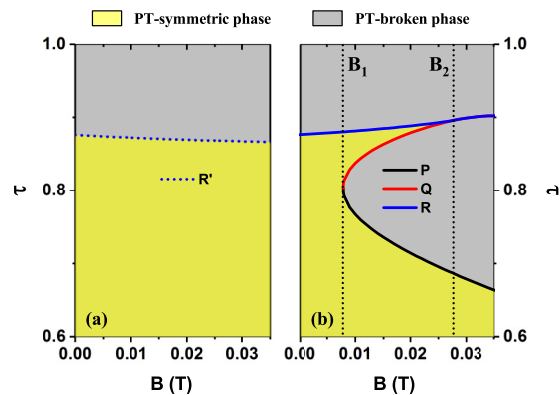 PT-symmetric phase PT-broken phase
1.0
0.8
0.6
τ
R'
(a)
0.00 0.01 0.02 0.03
B (T)
B₁ B₂
P
Q
R
(b)
1.0
0.8
0.6
τ
0.00 0.01 0.02 0.03
B (T)